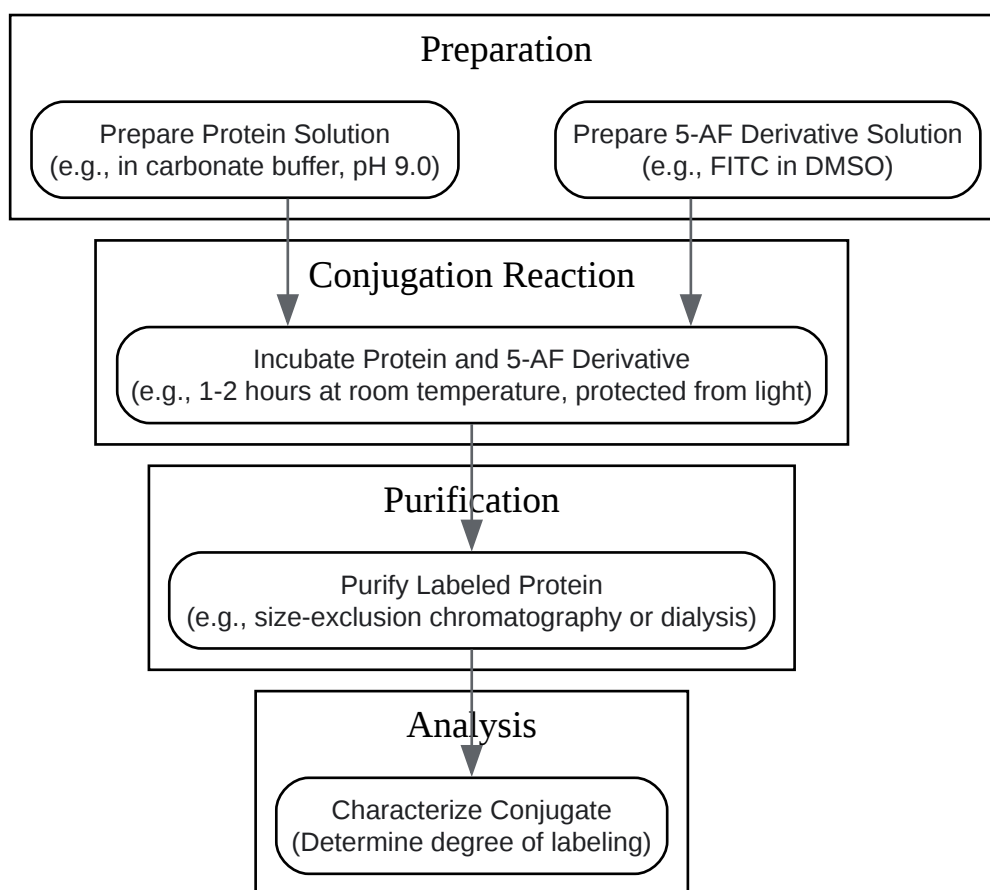 Preparation
Prepare Protein Solution
(e.g., in carbonate buffer, pH 9.0)
Prepare 5-AF Derivative Solution
(e.g., FITC in DMSO)
Conjugation Reaction
Incubate Protein and 5-AF Derivative
(e.g., 1-2 hours at room temperature, protected from light)
Purification
Purify Labeled Protein
(e.g., size-exclusion chromatography or dialysis)
Analysis
Characterize Conjugate
(Determine degree of labeling)